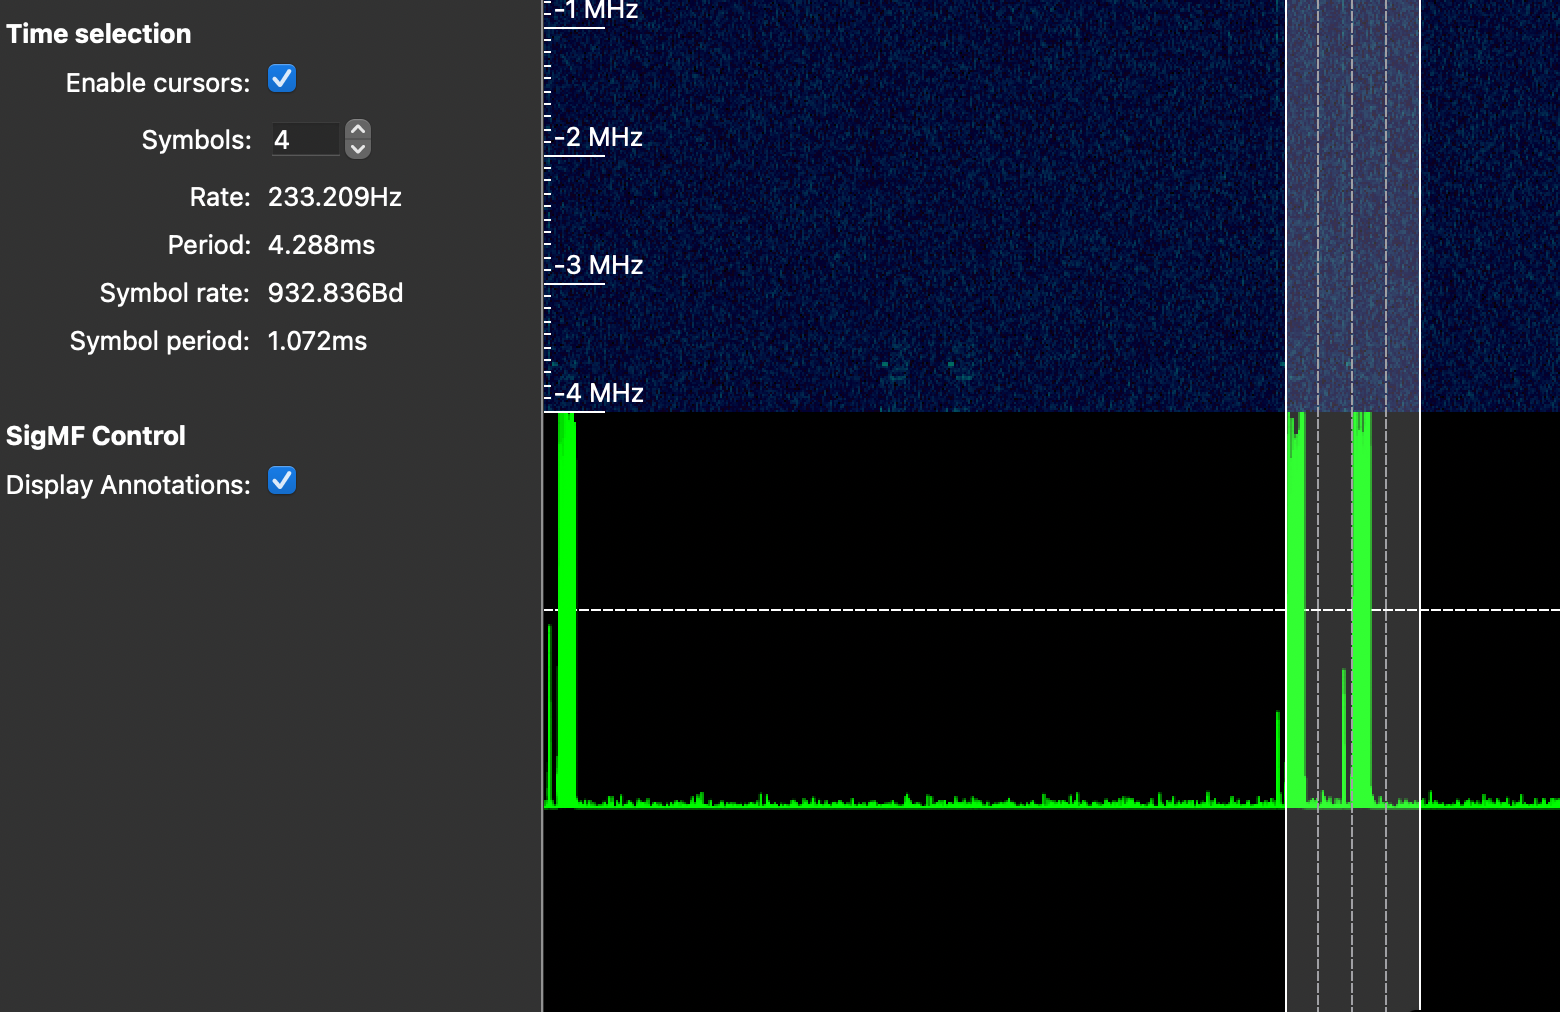 Time selection
Enable cursors:
Symbols: 4
Rate: 233.209Hz
Period: 4.288ms
Symbol rate: 932.836Bd
Symbol period: 1.072ms
SigMF Control
Display Annotations:
-1 MHz
-2 MHz
-3 MHz
-4 MHz